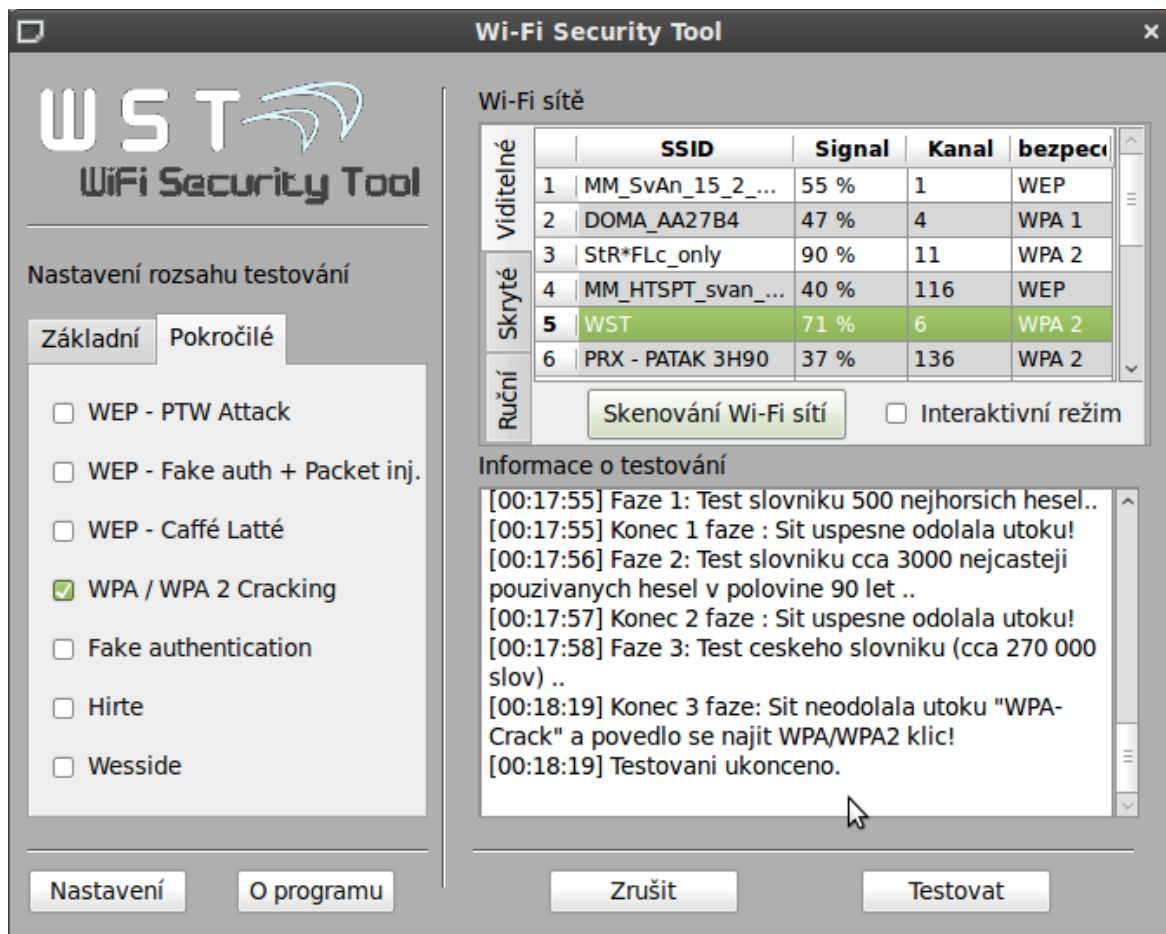 Wi-Fi Security Tool
WST
WiFi Security Tool
Nastavení rozsahu testování
Základní
Pokročilé
WEP - PTW Attack
WEP - Fake auth + Packet inj.
WEP - Caffé Latté
WPA / WPA 2 Cracking
Fake authentication
Hirte
Wesside
Nastavení
O programu
Wi-Fi sítě
Viditelné
Skryté
Ruční
SSID Signal Kanal bezpec
1 MM_SvAn_15_2_... 55 % 1 WEP
2 DOMA_AA27B4 47 % 4 WPA 1
3 StR*FLc_only 90 % 11 WPA 2
4 MM_HTSPT_svan_... 40 % 116 WEP
5 WST 71 % 6 WPA 2
6 PRX - PATAK 3H90 37 % 136 WPA 2
Skenování Wi-Fi sítí
Interaktivní režim
Informace o testování
[00:17:55] Faze 1: Test slovniku 500 nejhorsich hesel..
[00:17:55] Konec 1 faze : Sit uspesne odolala utoku!
[00:17:56] Faze 2: Test slovniku cca 3000 nejcasteji
pouzivanych hesel v polovine 90 let ..
[00:17:57] Konec 2 faze : Sit uspesne odolala utoku!
[00:17:58] Faze 3: Test ceskeho slovniku (cca 270 000
slov) ..
[00:18:19] Konec 3 faze: Sit neodolala utoku "WPA-
Crack" a povedlo se najit WPA/WPA2 klic!
[00:18:19] Testovani ukonceno.
Zrušit
Testovat